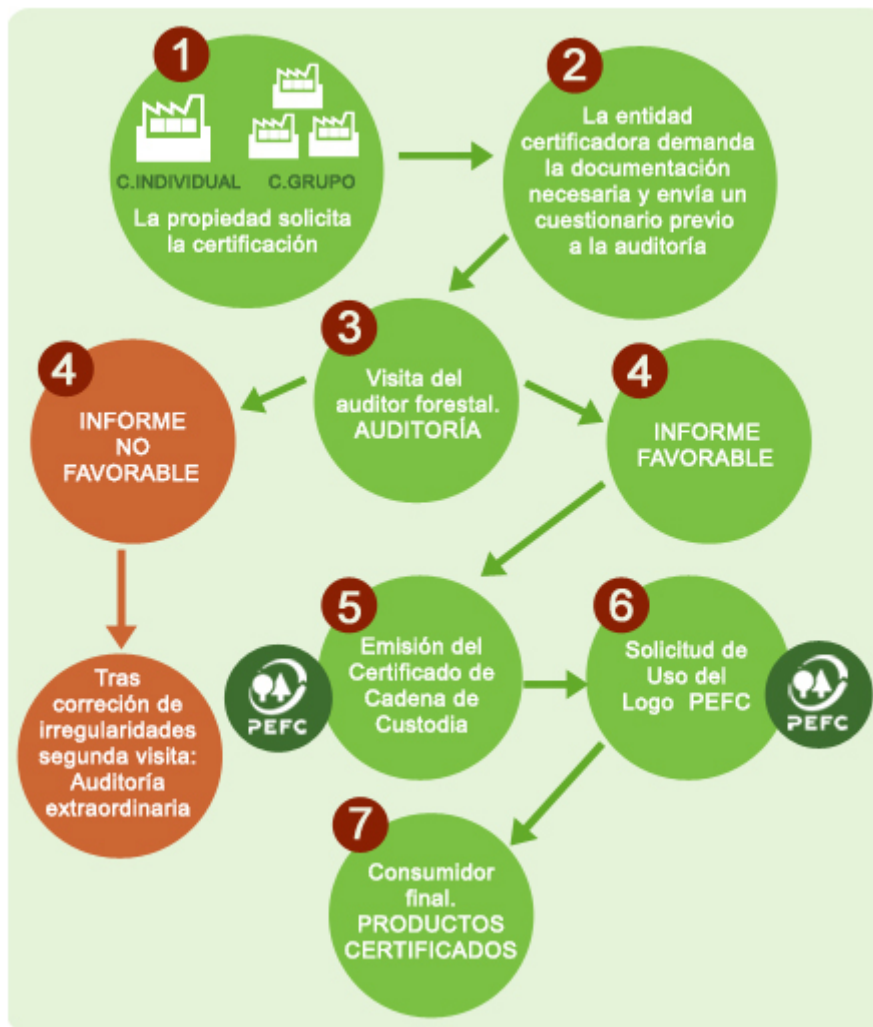 1
C.INDIVIDUAL
C.GRUPO
La propiedad solicita
la certificación
2
La entidad
certificadora demanda
la documentación
necesaria y envía un
cuestionario previo
a la auditoría
3
Visita del
auditor forestal.
AUDITORÍA
4
INFORME
NO
FAVORABLE
4
INFORME
FAVORABLE
Tras
correción de
irregularidades
segunda visita:
Auditoría
extraordinaria
5
Emisión del
Certificado de
Cadena de
Custodia
PEFC
6
Solicitud de
Uso del
Logo PEFC
PEFC
7
Consumidor
final.
PRODUCTOS
CERTIFICADOS